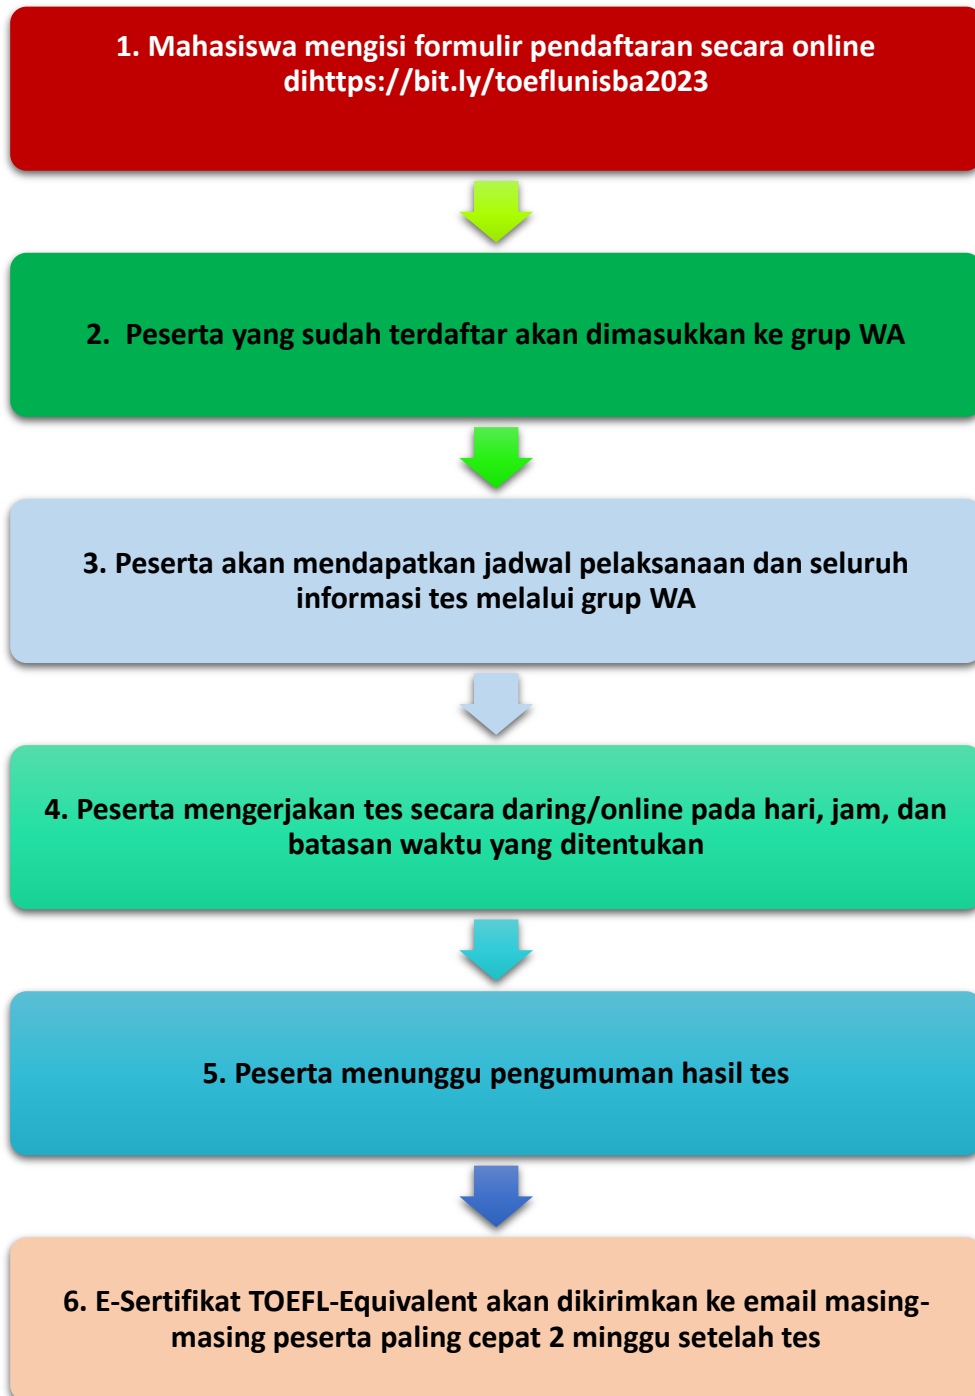 1. Mahasiswa mengisi formulir pendaftaran secara online
dihttps://bit.ly/toeflunisba2023
2.  Peserta yang sudah terdaftar akan dimasukkan ke grup WA
3. Peserta akan mendapatkan jadwal pelaksanaan dan seluruh
informasi tes melalui grup WA
4. Peserta mengerjakan tes secara daring/online pada hari, jam, dan
batasan waktu yang ditentukan
5. Peserta menunggu pengumuman hasil tes
6. E-Sertifikat TOEFL-Equivalent akan dikirimkan ke email masing-
masing peserta paling cepat 2 minggu setelah tes